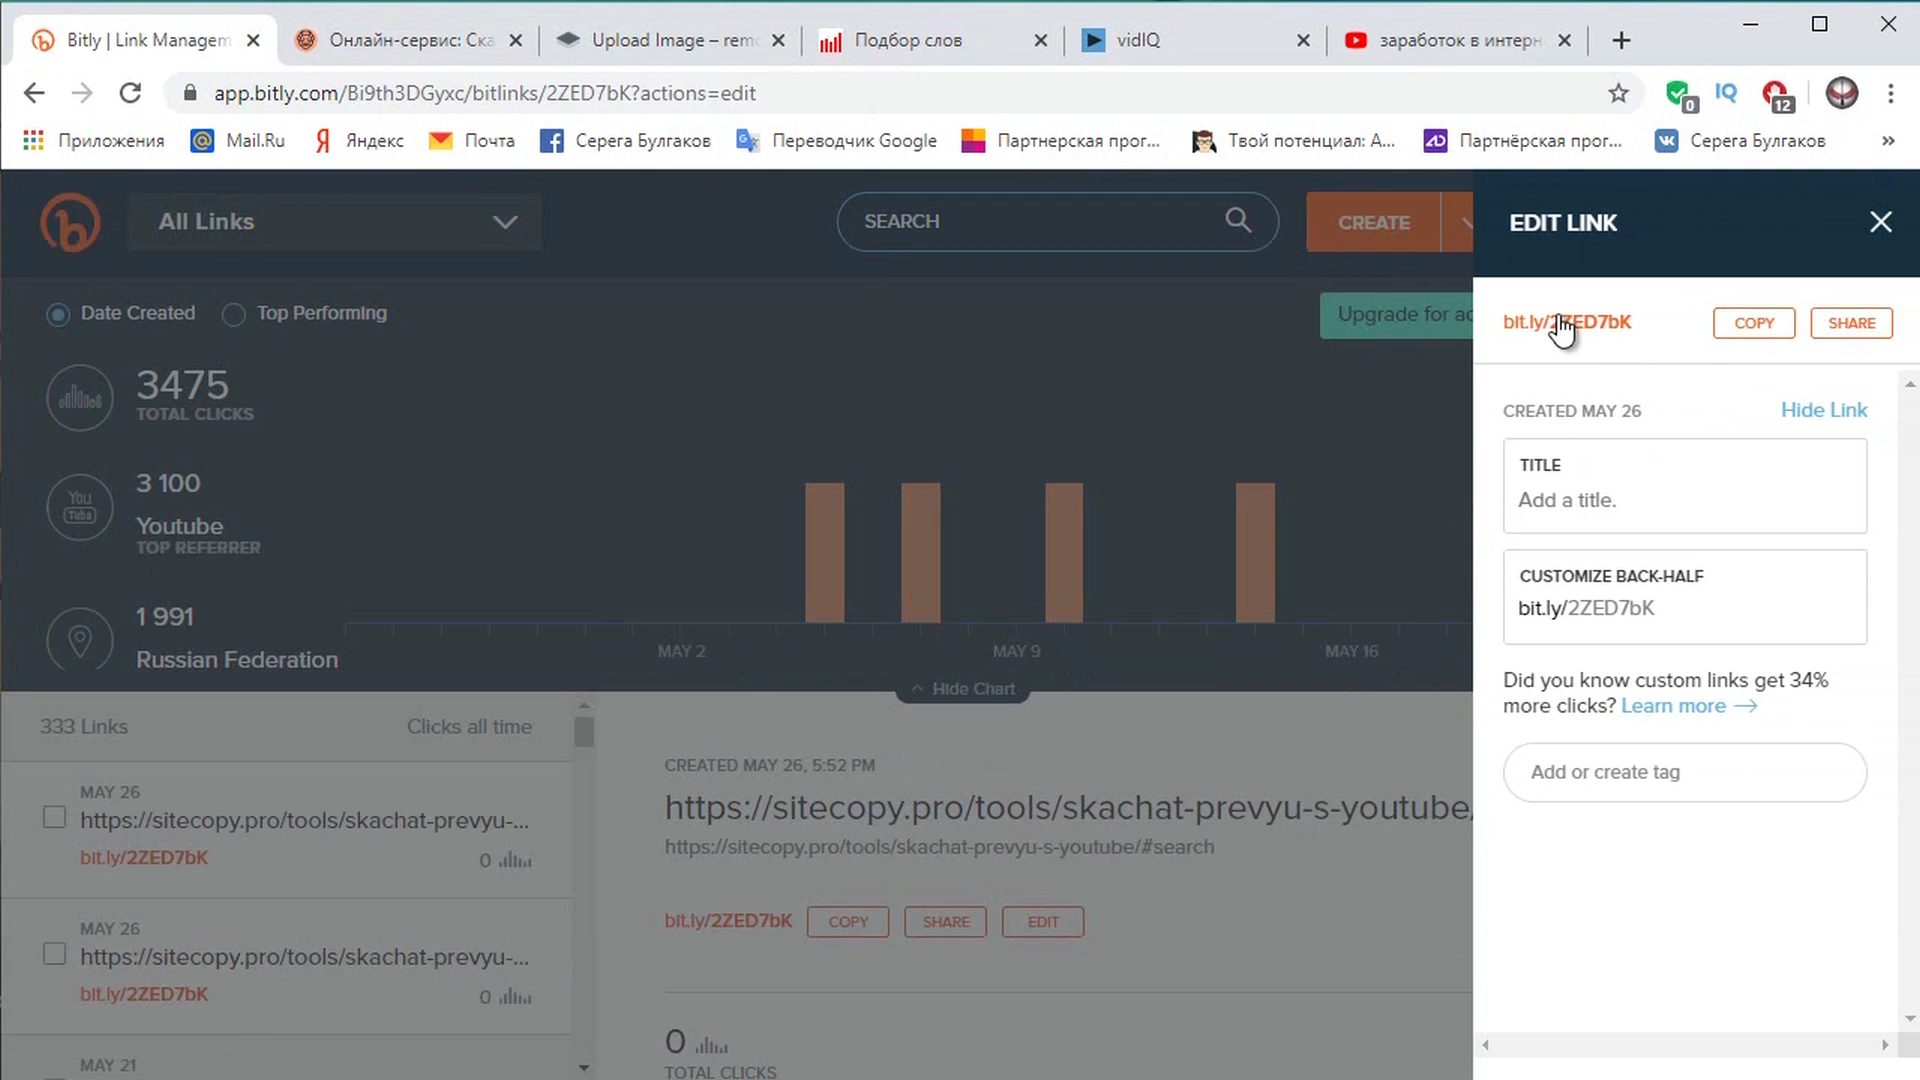 Bitly | Link Managem
Онлайн-сервис: Ска
Upload Image – rem
Подбор слов
vidIQ
заработок в интерн
app.bitly.com/Bi9th3DGyxc/bitlinks/2ZED7bK?actions=edit
0
IQ
12
Приложения
Mail.Ru
Яндекс
Почта
Серега Булгаков
Переводчик Google
Партнерская прог...
Твой потенциал: А...
Партнёрская прог...
Серега Булгаков
»
All Links
SEARCH
CREATE
EDIT LINK
Date Created
Top Performing
Upgrade for ad
bit.ly/2ZED7bK
COPY
SHARE
3475
TOTAL CLICKS
CREATED MAY 26
Hide Link
TITLE
Add a title.
You
Tube
3 100
Youtube
TOP REFERRER
CUSTOMIZE BACK-HALF
bit.ly/2ZED7bK
1 991
Russian Federation
MAY 2
MAY 9
MAY 16
Hide Chart
Did you know custom links get 34%
more clicks? Learn more →
Add or create tag
333 Links
Clicks all time
MAY 26
https://sitecopy.pro/tools/skachat-prevyu-...
bit.ly/2ZED7bK
0
MAY 26
https://sitecopy.pro/tools/skachat-prevyu-...
bit.ly/2ZED7bK
0
MAY 21
CREATED MAY 26, 5:52 PM
https://sitecopy.pro/tools/skachat-prevyu-s-youtube/
https://sitecopy.pro/tools/skachat-prevyu-s-youtube/#search
bit.ly/2ZED7bK
COPY
SHARE
EDIT
0
TOTAL CLICKS